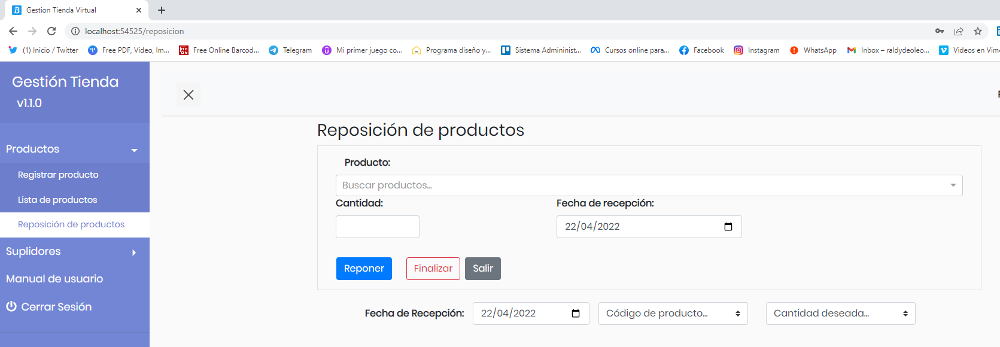 Gestion Tienda Virtual
localhost:54525/reposicion
(1) Inicio / Twitter Free PDF, Video, Im... Free Online Barcod... Telegram Mi primer juego co... Programa diseño y... Sistema Admininist... Cursos online para... Facebook Instagram WhatsApp Inbox – raldydeoleo... Videos en Vime
Gestión Tienda
v1.1.0
Productos
Registrar producto
Lista de productos
Reposición de productos
Suplidores
Manual de usuario
Cerrar Sesión
Reposición de productos
Producto:
Buscar productos...
Cantidad: Fecha de recepción:
22/04/2022
Reponer Finalizar Salir
Fecha de Recepción: 22/04/2022 Código de producto... Cantidad deseada...